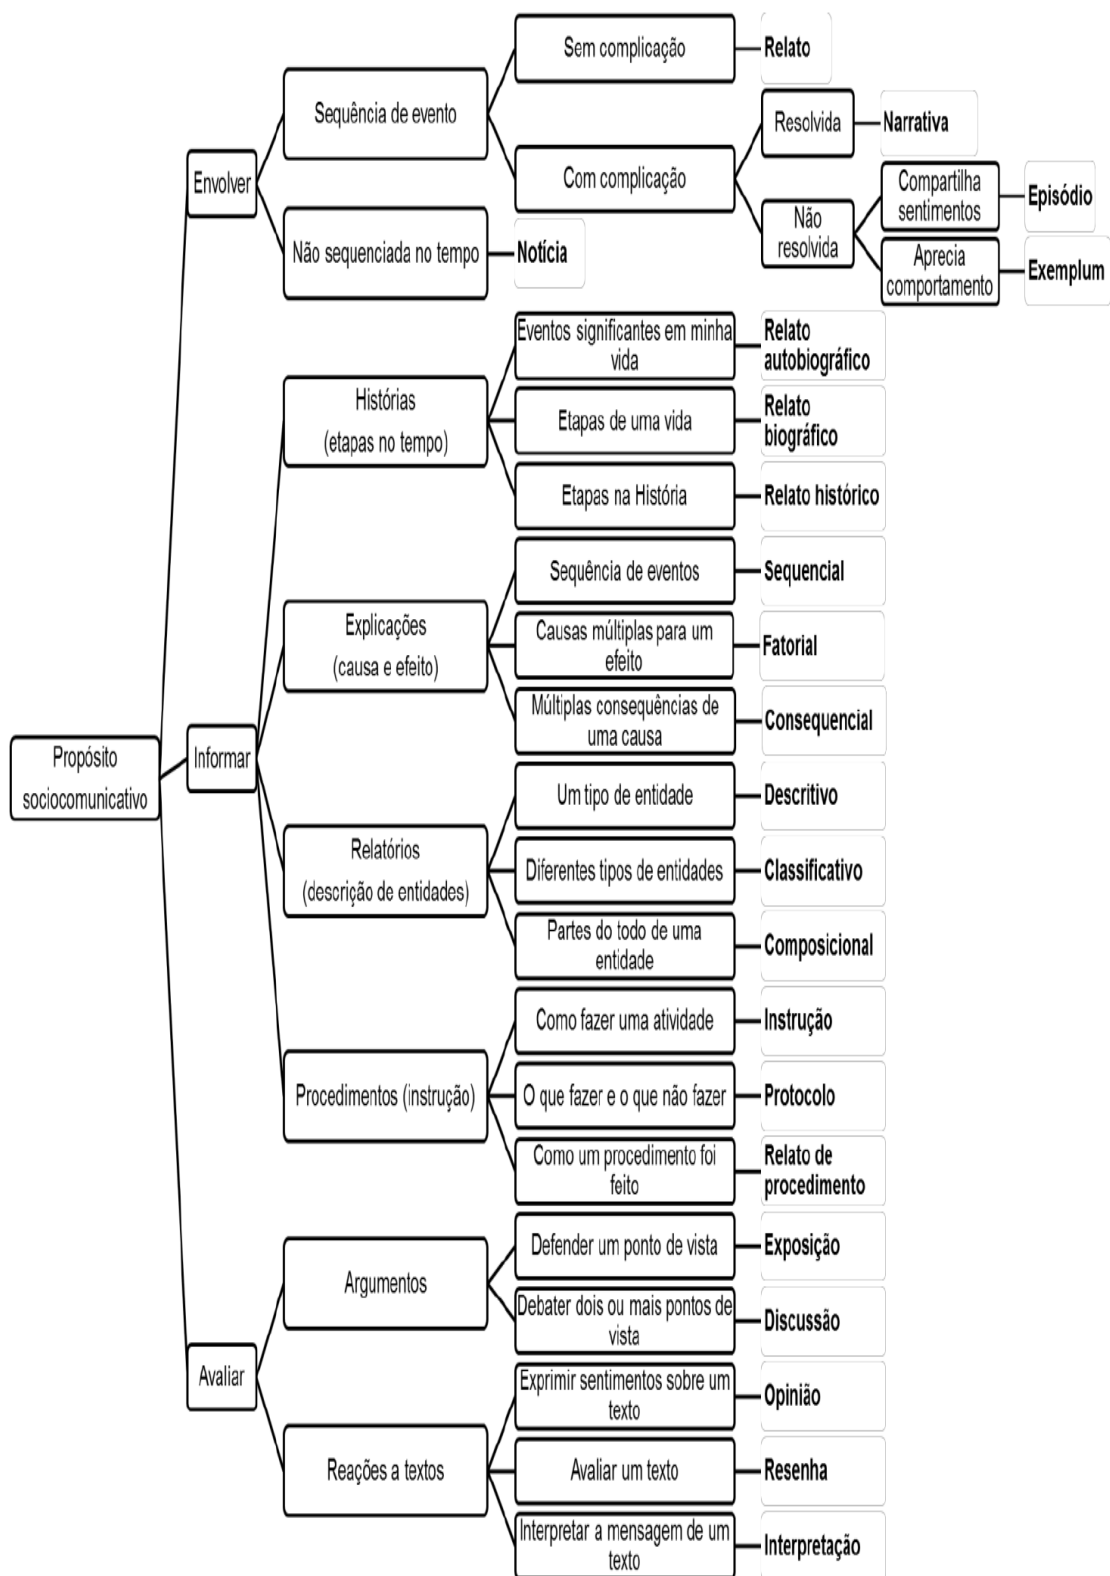 Sem complicação
Relato
Sequência de evento
Resolvida
Narrativa
Envolver
Com complicação
Compartilha
sentimentos
Episódio
Não
resolvida
Não sequenciada no tempo
Notícia
Aprecia
comportamento
Exemplum
Eventos significantes em minha
vida
Relato
autobiográfico
Histórias
(etapas no tempo)
Etapas de uma vida
Relato
biográfico
Etapas na História
Relato histórico
Sequência de eventos
Sequencial
Explicações
(causa e efeito)
Causas múltiplas para um
efeito
Fatorial
Múltiplas consequências de
uma causa
Consequencial
Propósito
sociocomunicativo
Informar
Um tipo de entidade
Descritivo
Relatórios
(descrição de entidades)
Diferentes tipos de entidades
Classificativo
Partes do todo de uma
entidade
Composicional
Como fazer uma atividade
Instrução
Procedimentos (instrução)
O que fazer e o que não fazer
Protocolo
Como um procedimento foi
feito
Relato de
procedimento
Defender um ponto de vista
Exposição
Argumentos
Debater dois ou mais pontos de
vista
Discussão
Avaliar
Exprimir sentimentos sobre um
texto
Opinião
Reações a textos
Avaliar um texto
Resenha
Interpretar a mensagem de um
texto
Interpretação